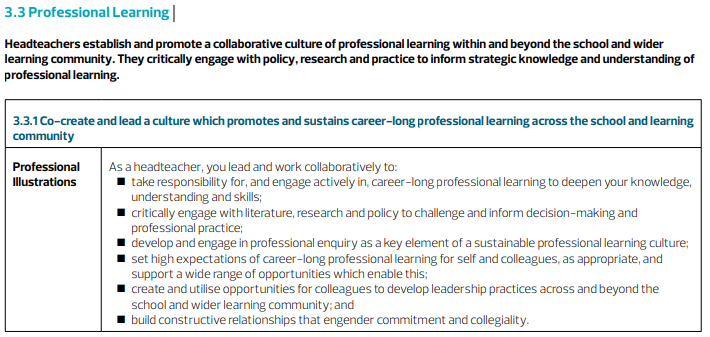 3.3 Professional Learning
Headteachers establish and promote a collaborative culture of professional learning within and beyond the school and wider
learning community. They critically engage with policy, research and practice to inform strategic knowledge and understanding of
professional learning.
3.3.1 Co-create and lead a culture which promotes and sustains career-long professional learning across the school and learning
community
Professional
Illustrations
As a headteacher, you lead and work collaboratively to:
■ take responsibility for, and engage actively in, career-long professional learning to deepen your knowledge,
understanding and skills;
■ critically engage with literature, research and policy to challenge and inform decision-making and
professional practice;
■ develop and engage in professional enquiry as a key element of a sustainable professional learning culture;
■ set high expectations of career-long professional learning for self and colleagues, as appropriate, and
support a wide range of opportunities which enable this;
■ create and utilise opportunities for colleagues to develop leadership practices across and beyond the
school and wider learning community; and
■ build constructive relationships that engender commitment and collegiality.